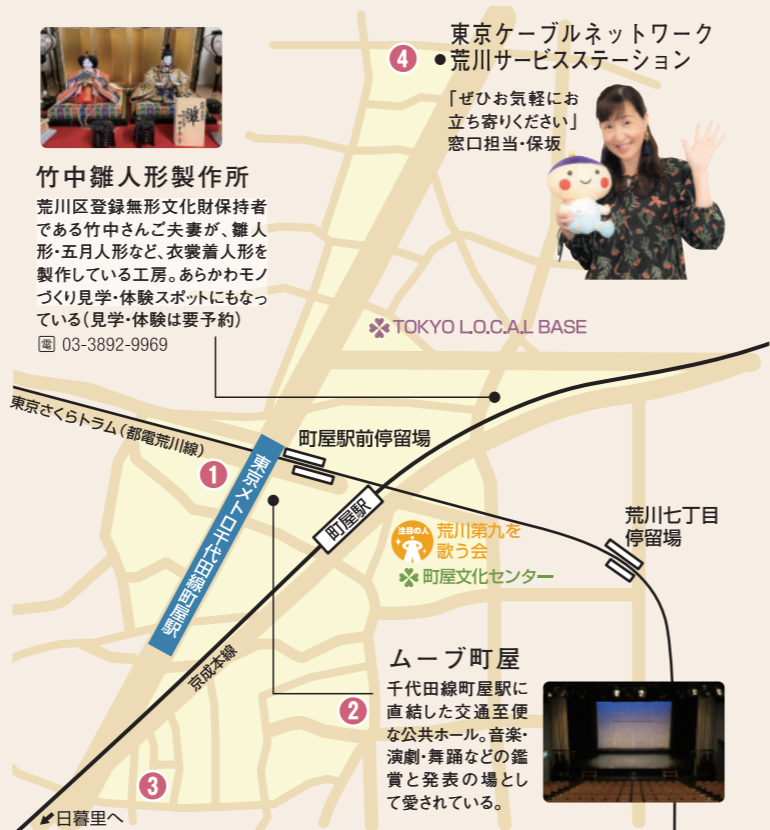 東京ケーブルネットワーク
4 ●荒川サービスステーション
「ぜひお気軽にお
立ち寄りください」
窓口担当・保坂
竹中雛人形製作所
荒川区登録無形文化財保持者
である竹中さんご夫妻が、雛人
形・五月人形など、衣裳着人形を
製作している工房。あらかわモノ
づくり見学・体験スポットにもなっ
ている(見学・体験は要予約)
電 03-3892-9969
TOKYO L.O.C.A.L BASE
東京さくらトラム(都電荒川線)
町屋駅前停留場
1
東京メトロ千代田線町屋駅
町屋駅
注目の人
荒川第九を
歌う会
町屋文化センター
荒川七丁目
停留場
京成本線
ムーブ町屋
2
千代田線町屋駅に
直結した交通至便
な公共ホール。音楽・
演劇・舞踊などの鑑
賞と発表の場とし
て愛されている。
3
日暮里へ